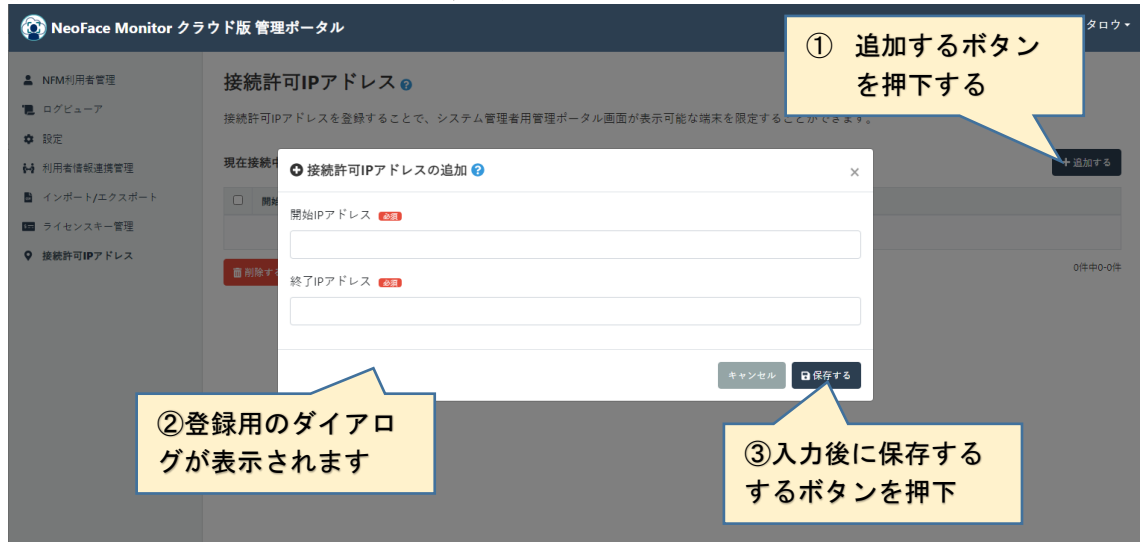 NeoFace Monitor クラウド版 管理ポータル
タロウ
① 追加するボタン
を押下する
NFM利用者管理
ログビューア
設定
利用者情報連携管理
インポート/エクスポート
ライセンスキー管理
接続許可IPアドレス
接続許可IPアドレス
接続許可IPアドレスを登録することで、システム管理者用管理ポータル画面が表示可能な端末を限定することができます。
現在接続中
追加する
開始
削除する
0件中0-0件
接続許可IPアドレスの追加
×
開始IPアドレス 必須
終了IPアドレス 必須
キャンセル
保存する
②登録用のダイアロ
グが表示されます
③入力後に保存する
するボタンを押下